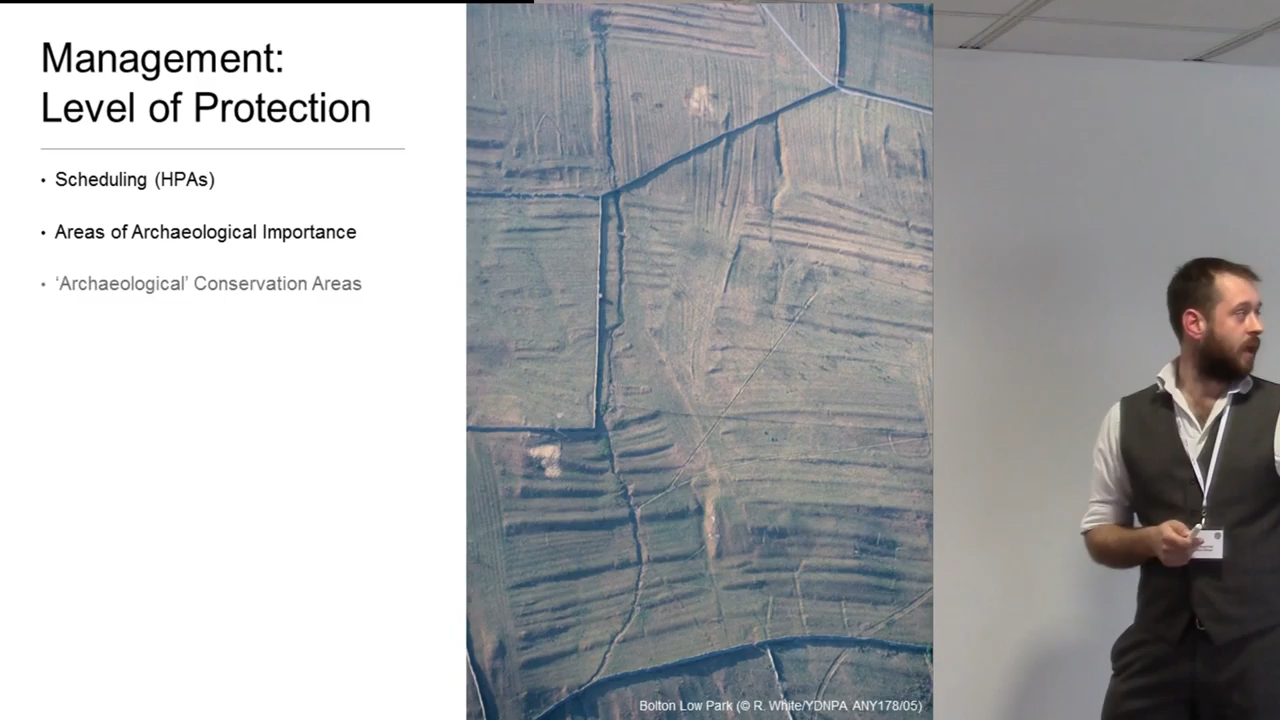 Management:
Level of Protection
• Scheduling (HPAs)
• Areas of Archaeological Importance
• ‘Archaeological’ Conservation Areas
Bolton Low Park (© R. White/YDNPA ANY178/05)